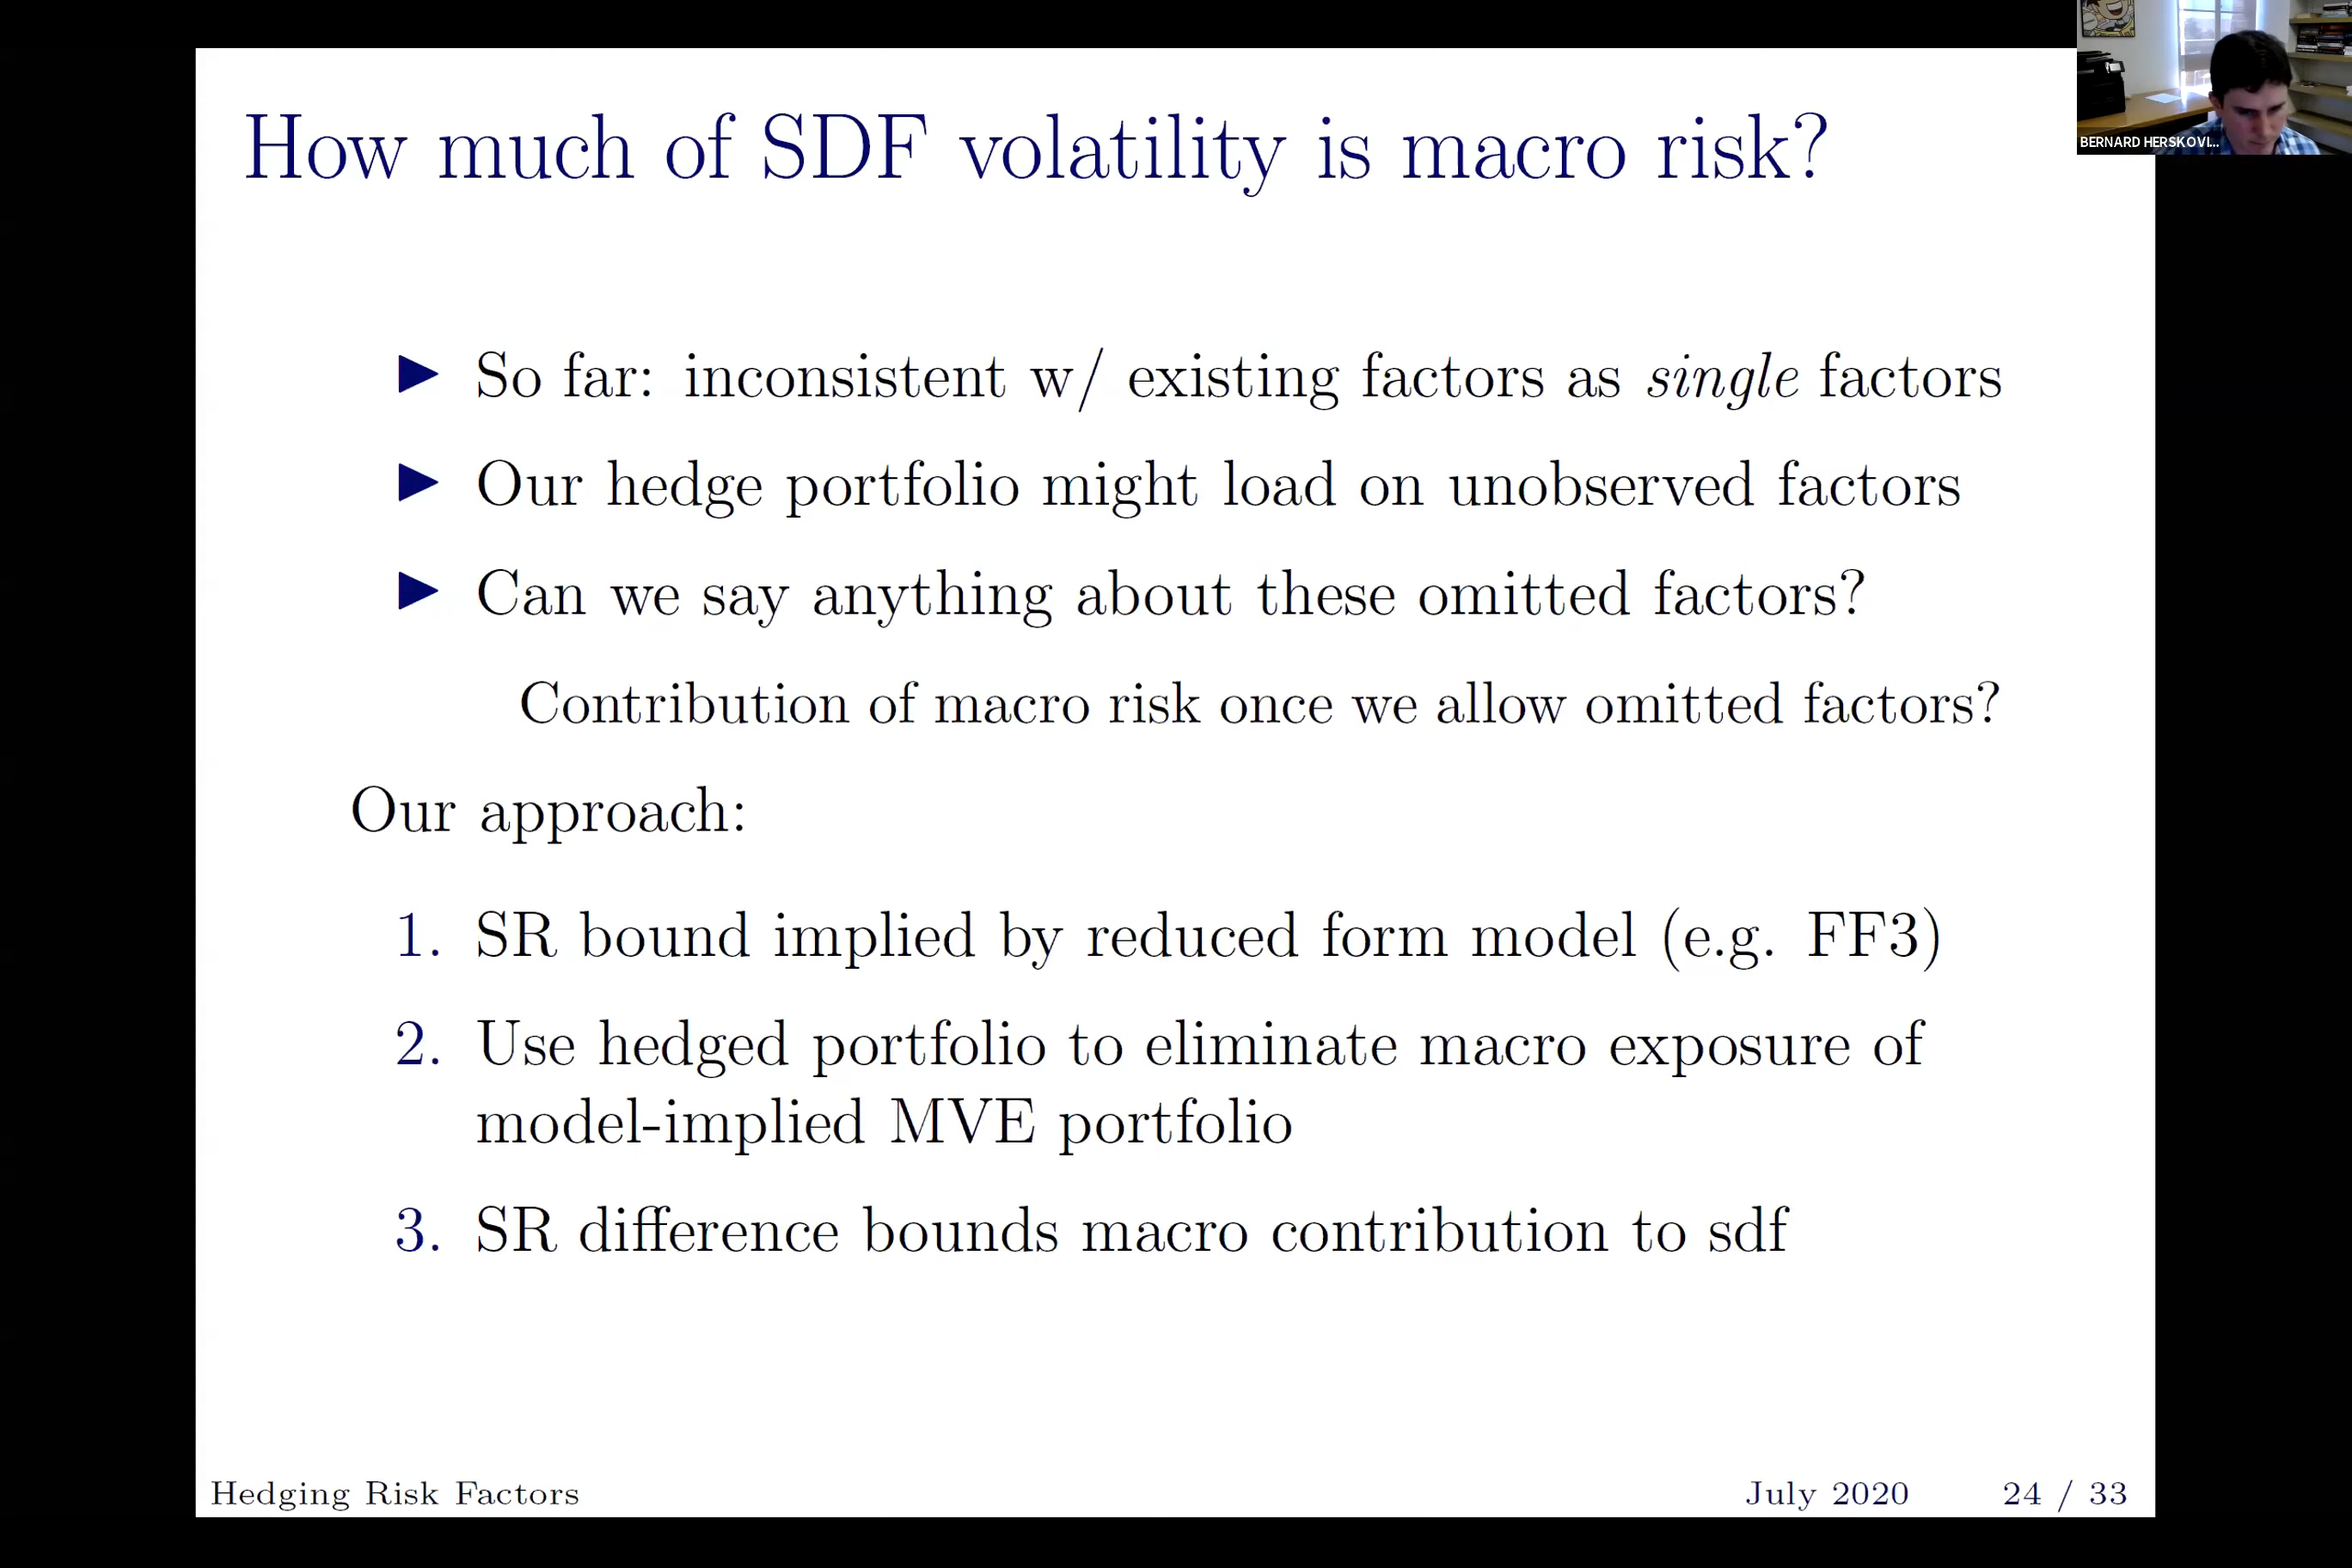 How much of SDF volatility is macro risk?
BERNARD HERSKOVI...
▶ So far: inconsistent w/ existing factors as single factors
▶ Our hedge portfolio might load on unobserved factors
▶ Can we say anything about these omitted factors?
Contribution of macro risk once we allow omitted factors?
Our approach:
1. SR bound implied by reduced form model (e.g. FF3)
2. Use hedged portfolio to eliminate macro exposure of
model-implied MVE portfolio
3. SR difference bounds macro contribution to sdf
Hedging Risk Factors
July 2020 24 / 33